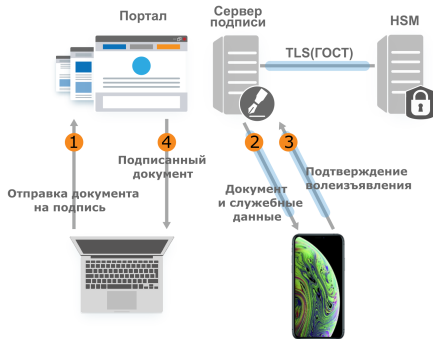 Портал
Сервер
подписи
HSM
TLS(ГОСТ)
1
4
2
3
Подписанный
документ
Отправка документа
на подпись
Документ
и служебные
данные
Подтверждение
волеизъявления